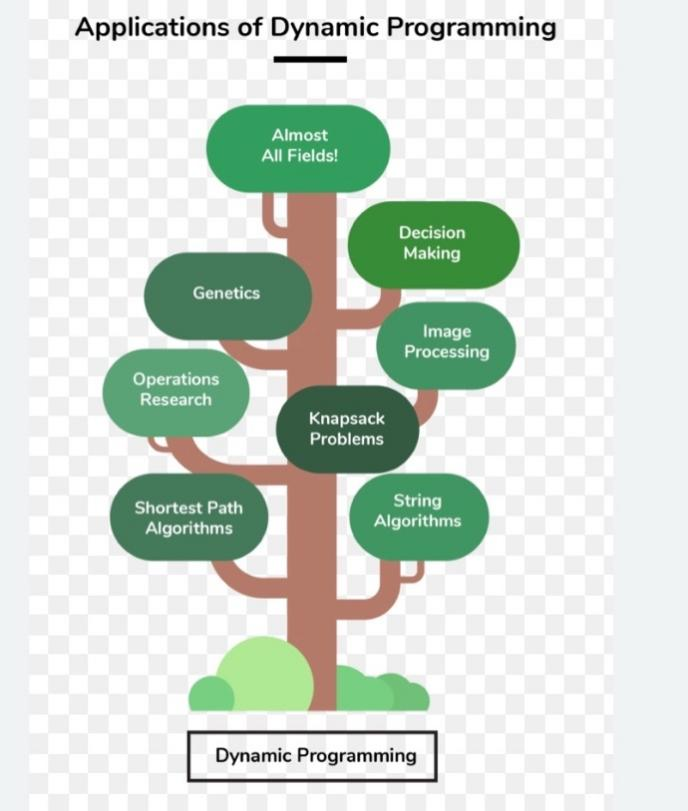 Applications of Dynamic Programming
Almost
All Fields!
Decision
Making
Genetics
Image
Processing
Operations
Research
Knapsack
Problems
Shortest Path
Algorithms
String
Algorithms
Dynamic Programming